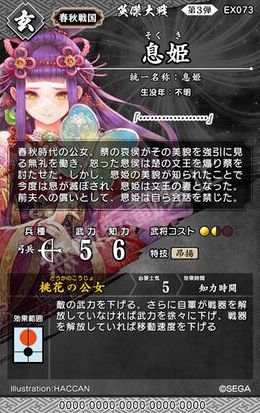 玄
春秋戦国
英傑大戦
第3弾
EX073
そくき
息姫
統一名称:息姫
生没年:不明
「………………」
春秋時代の公女。蔡の哀侯がその美貌を強引に見
る無礼を働き、怒った息侯は楚の文王を煽り蔡を
討たせた。しかし、息姫の美貌が知られたことで
今度は息が滅ぼされ、息姫は文王の妻となった。
前夫への償いとして、息姫は自ら会話を禁じた。
兵種 武力 知力 武将コスト
弓兵 5 6 特技 昂揚
とうかのこうじょ
桃花の公女
必要士気 5
効果時間 知力時間
効果範囲
敵の武力を下げる。さらに自軍が戦器を
解放していなければ武力を徐々に下げ、戦器
を解放していれば移動速度を下げる
Illustration:HACCAN
©SEGA
0000-0000-0000-0000-0000